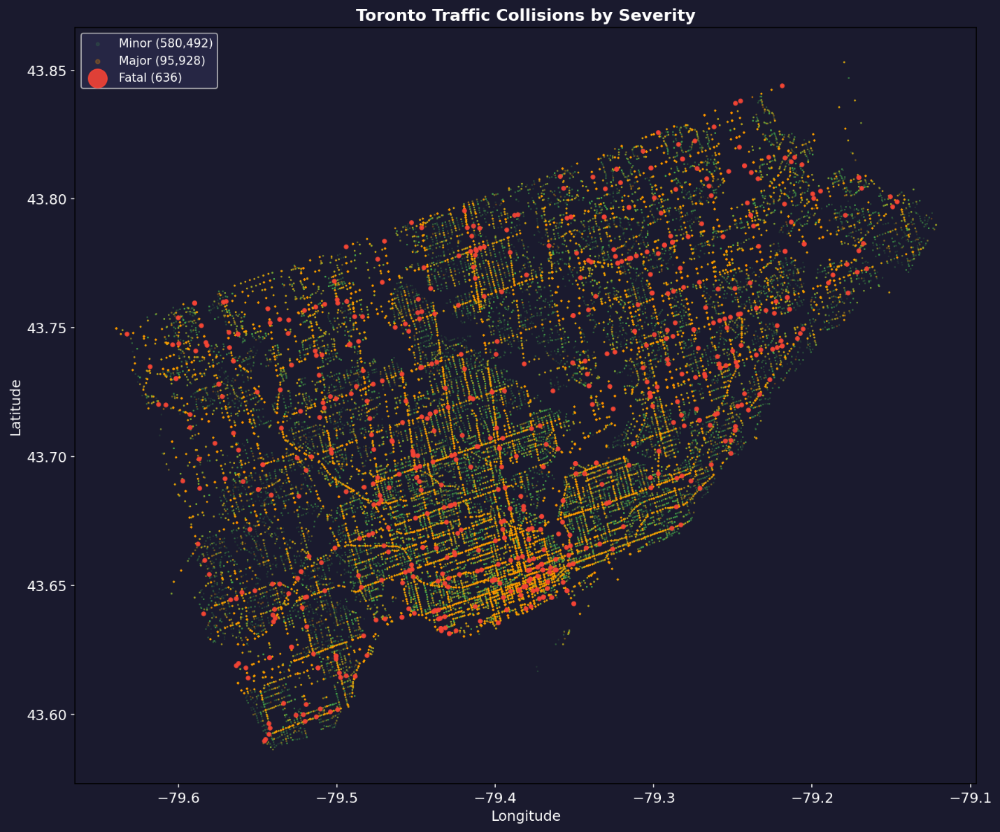 Toronto Traffic Collisions by Severity
Minor (580,492)
Major (95,928)
Fatal (636)
43.85
43.80
43.75
43.70
43.65
43.60
Latitude
−79.6
−79.5
−79.4
−79.3
−79.2
−79.1
Longitude